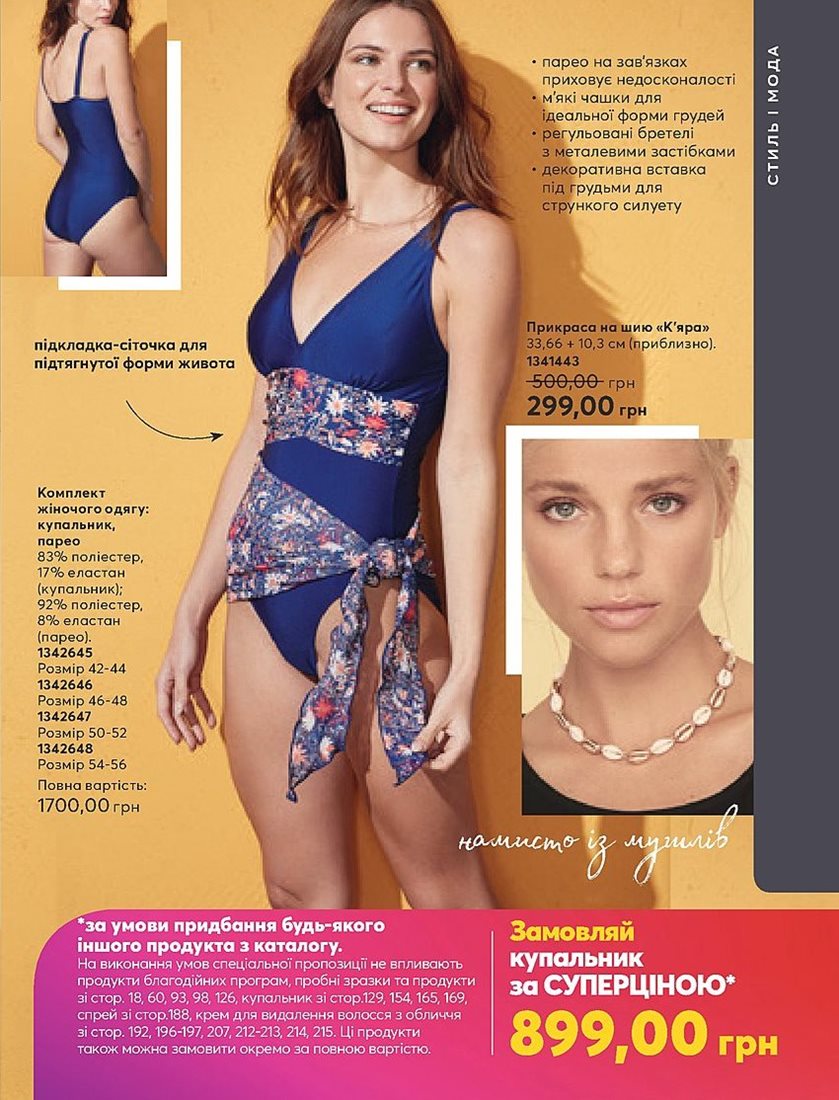 СТИЛЬ І МОДА
• парео на зав'язках
приховує недосконалості
• м'які чашки для
ідеальної форми грудей
• регульовані бретелі
з металевими застібками
• декоративна вставка
під грудьми для
стрункого силуету
підкладка-сіточка для
підтягнутої форми живота
Прикраса на шию «К'яра»
33,66 + 10,3 см (приблизно).
1341443
500,00 грн
299,00 грн
Комплект
жіночого одягу:
купальник,
парео
83% поліестер,
17% еластан
(купальник);
92% поліестер,
8% еластан
(парео).
1342645
Розмір 42-44
1342646
Розмір 46-48
1342647
Розмір 50-52
1342648
Розмір 54-56
Повна вартість:
1700,00 грн
намисто із мушлів
*за умови придбання будь-якого
іншого продукта з каталогу.
На виконання умов спеціальної пропозиції не впливають
продукти благодійних програм, пробні зразки та продукти
зі стор. 18, 60, 93, 98, 126, купальник зі стор.129, 154, 165, 169,
спрей зі стор.188, крем для видалення волосся з обличчя
зі стор. 192, 196-197, 207, 212-213, 214, 215. Ці продукти
також можна замовити окремо за повною вартістю.
Замовляй
купальник
за СУПЕРЦІНОЮ*
899,00 грн